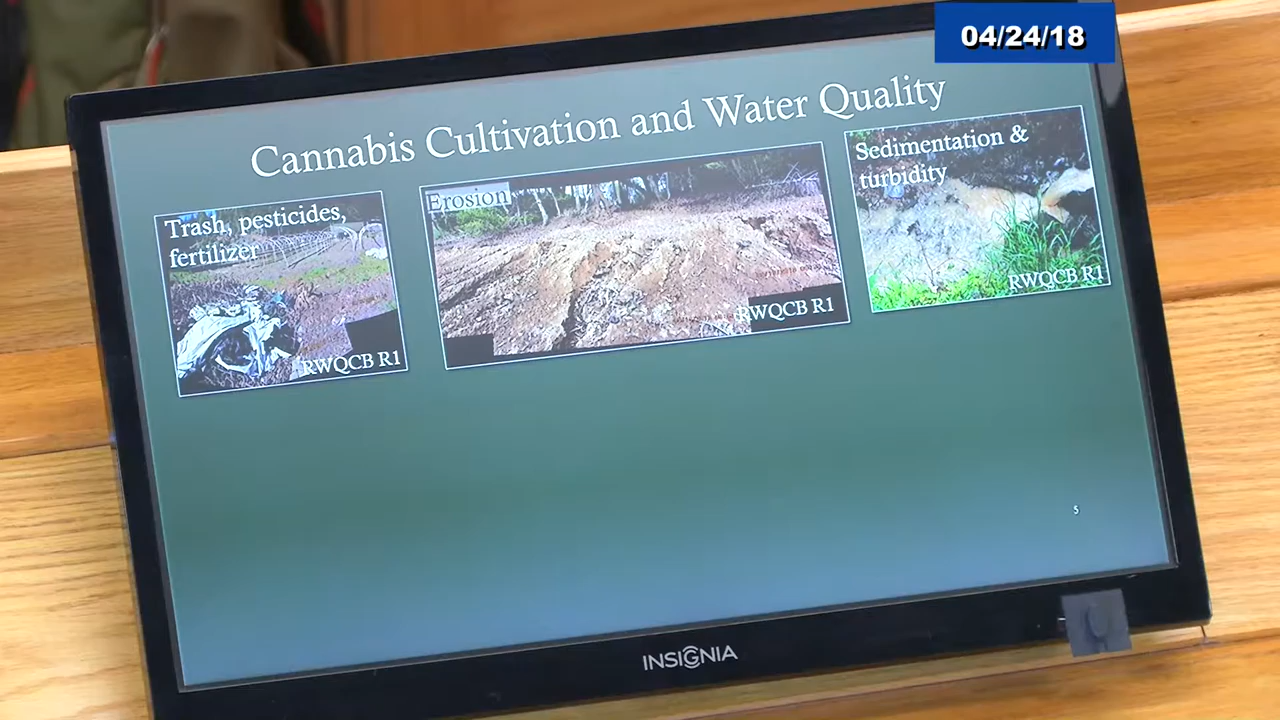 04/24/18
Cannabis Cultivation and Water Quality
Trash, pesticides,
fertilizer
RWQCB R1
Erosion
RWQCB R1
Sedimentation &
turbidity
RWQCB R1
5
INSIGNIA